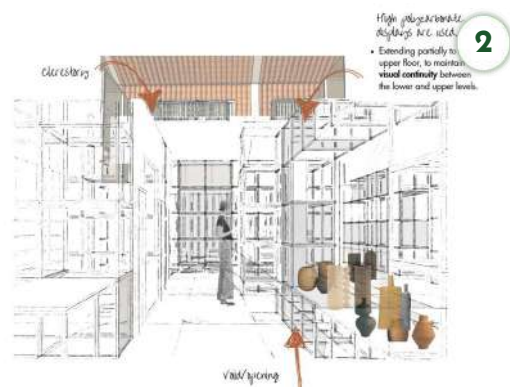 High polycarbonate
displays are used,
2
• Extending partially to
upper floor, to maintain
visual continuity between
the lower and upper levels.
clerestory
void/opening